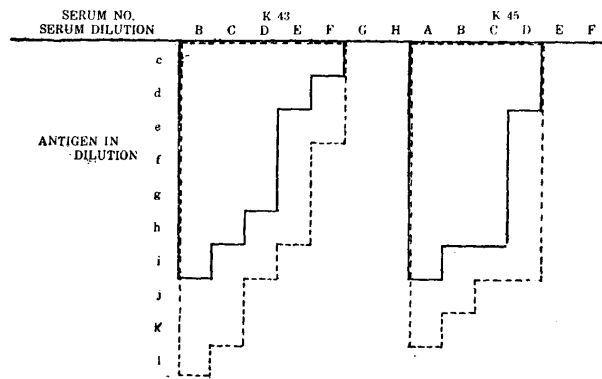 SERUM NO. K 43 K 45
SERUM DILUTION B C D E F G H A B C D E F
c
d
e
ANTIGEN IN
DILUTION
f
g
h
i
j
K
l